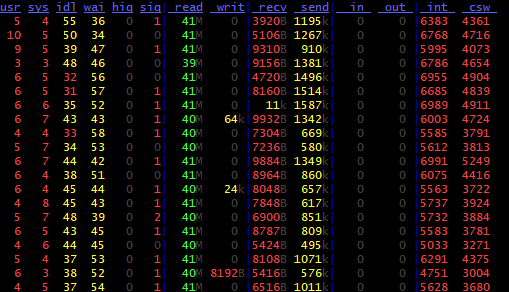 usr sys idl wai hiq siq| read  writ| recv  send|  in   out | int   csw
  5   4  55  36   0   1|  41M    0 |3920B 1195k|   0     0 |6383  4361
 10   5  50  34   0   0|  41M    0 |5106B 1267k|   0     0 |6768  4716
  9   5  39  47   0   1|  41M    0 |9310B  910k|   0     0 |5995  4073
  3   3  48  46   0   0|  39M    0 |9156B 1381k|   0     0 |6786  4654
  6   5  32  56   0   0|  41M    0 |4720B 1496k|   0     0 |6955  4904
  6   5  31  57   0   1|  41M    0 |8160B 1514k|   0     0 |6685  4839
  6   6  35  52   0   1|  41M    0 |  11k 1587k|   0     0 |6989  4911
  6   7  43  43   0   1|  40M   64k|9932B 1342k|   0     0 |6003  4724
  4   4  33  58   0   1|  40M    0 |7304B  669k|   0     0 |5585  3791
  5   7  34  53   0   0|  40M    0 |7236B  580k|   0     0 |5612  3813
  6   7  44  42   0   1|  41M    0 |9884B 1349k|   0     0 |6991  5249
  6   4  38  51   0   0|  41M    0 |8964B  860k|   0     0 |6075  4416
  6   4  45  44   0   0|  40M   24k|8048B  657k|   0     0 |5563  3722
  4   8  45  43   0   1|  41M    0 |7848B  617k|   0     0 |5737  3924
  5   7  48  39   0   2|  40M    0 |6900B  851k|   0     0 |5732  3884
  6   5  43  45   0   1|  41M    0 |8787B  809k|   0     0 |5583  3781
  4   6  44  45   0   0|  40M    0 |5424B  495k|   0     0 |5033  3271
  5   4  37  53   0   1|  41M    0 |8108B 1071k|   0     0 |6291  4375
  6   3  38  52   0   1|  40M 8192B|5416B  576k|   0     0 |4751  3004
  4   5  37  54   0   1|  41M    0 |6516B 1011k|   0     0 |5628  3680